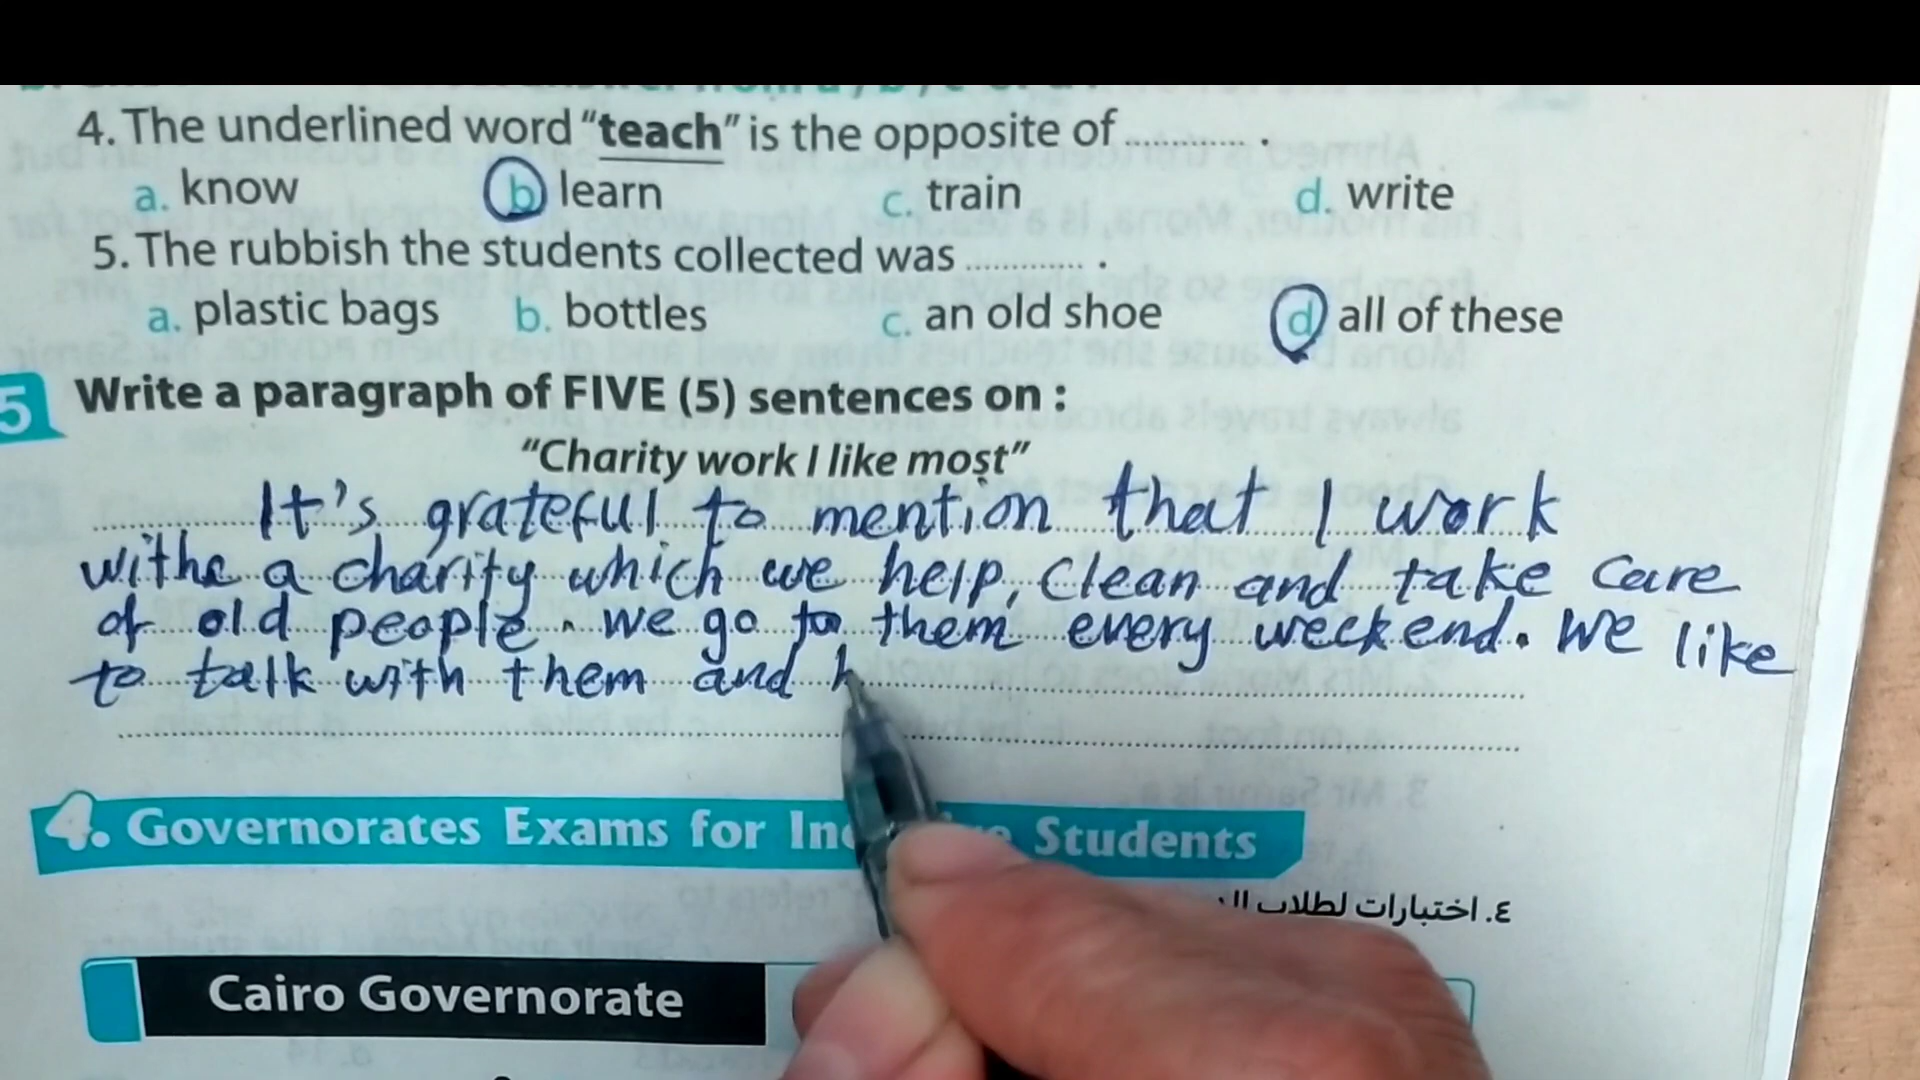 4. The underlined word "teach" is the opposite of ............ .
a. know b learn c. train d. write
5. The rubbish the students collected was ............ .
a. plastic bags b. bottles c. an old shoe d all of these
5 Write a paragraph of FIVE (5) sentences on :
"Charity work I like most"
It's grateful to mention that I work
withe a charity which we help, clean and take care
of old people. we go to them every weekend. We like
to talk with them and h
4. Governorates Exams for Students
٤. اختبارات لطلاب
Cairo Governorate